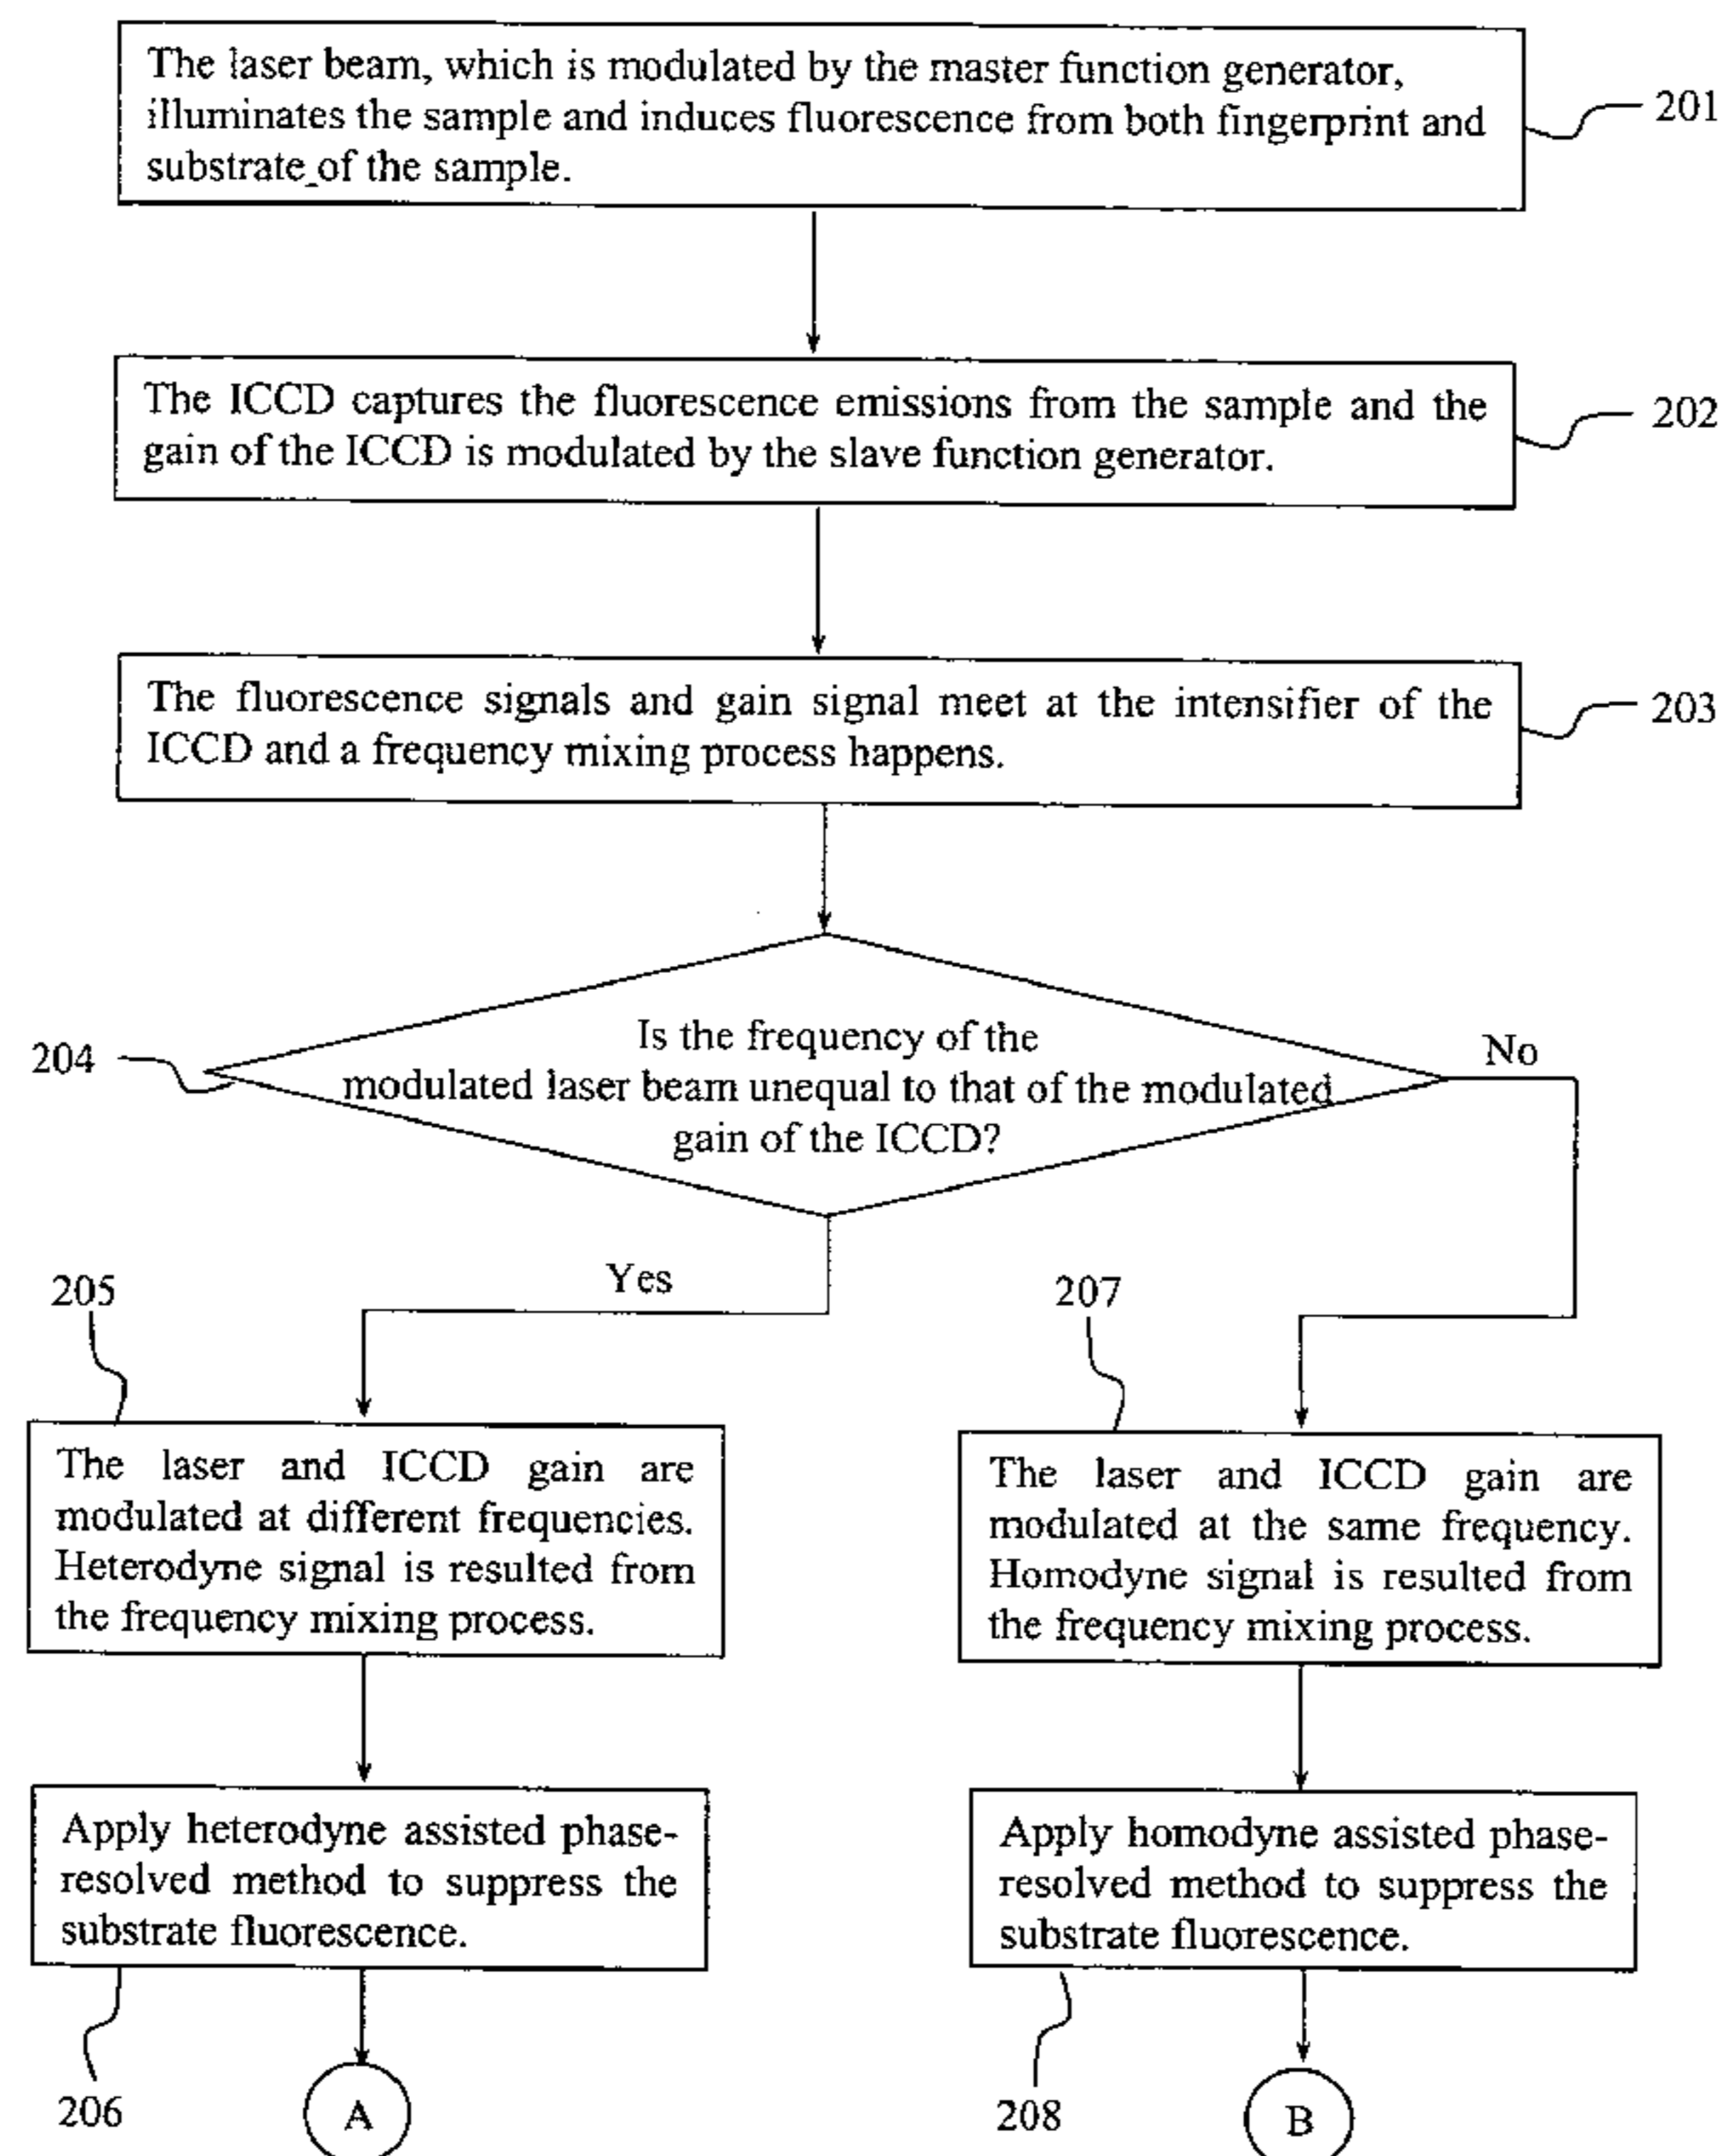 The laser beam, which is modulated by the master function generator,
illuminates the sample and induces fluorescence from both fingerprint and
substrate of the sample.
201
The ICCD captures the fluorescence emissions from the sample and the
gain of the ICCD is modulated by the slave function generator.
202
The fluorescence signals and gain signal meet at the intensifier of the
ICCD and a frequency mixing process happens.
203
204
Is the frequency of the
modulated laser beam unequal to that of the modulated
gain of the ICCD?
No
Yes
205
The laser and ICCD gain are
modulated at different frequencies.
Heterodyne signal is resulted from
the frequency mixing process.
207
The laser and ICCD gain are
modulated at the same frequency.
Homodyne signal is resulted from
the frequency mixing process.
Apply heterodyne assisted phase-
resolved method to suppress the
substrate fluorescence.
206
A
Apply homodyne assisted phase-
resolved method to suppress the
substrate fluorescence.
208
B